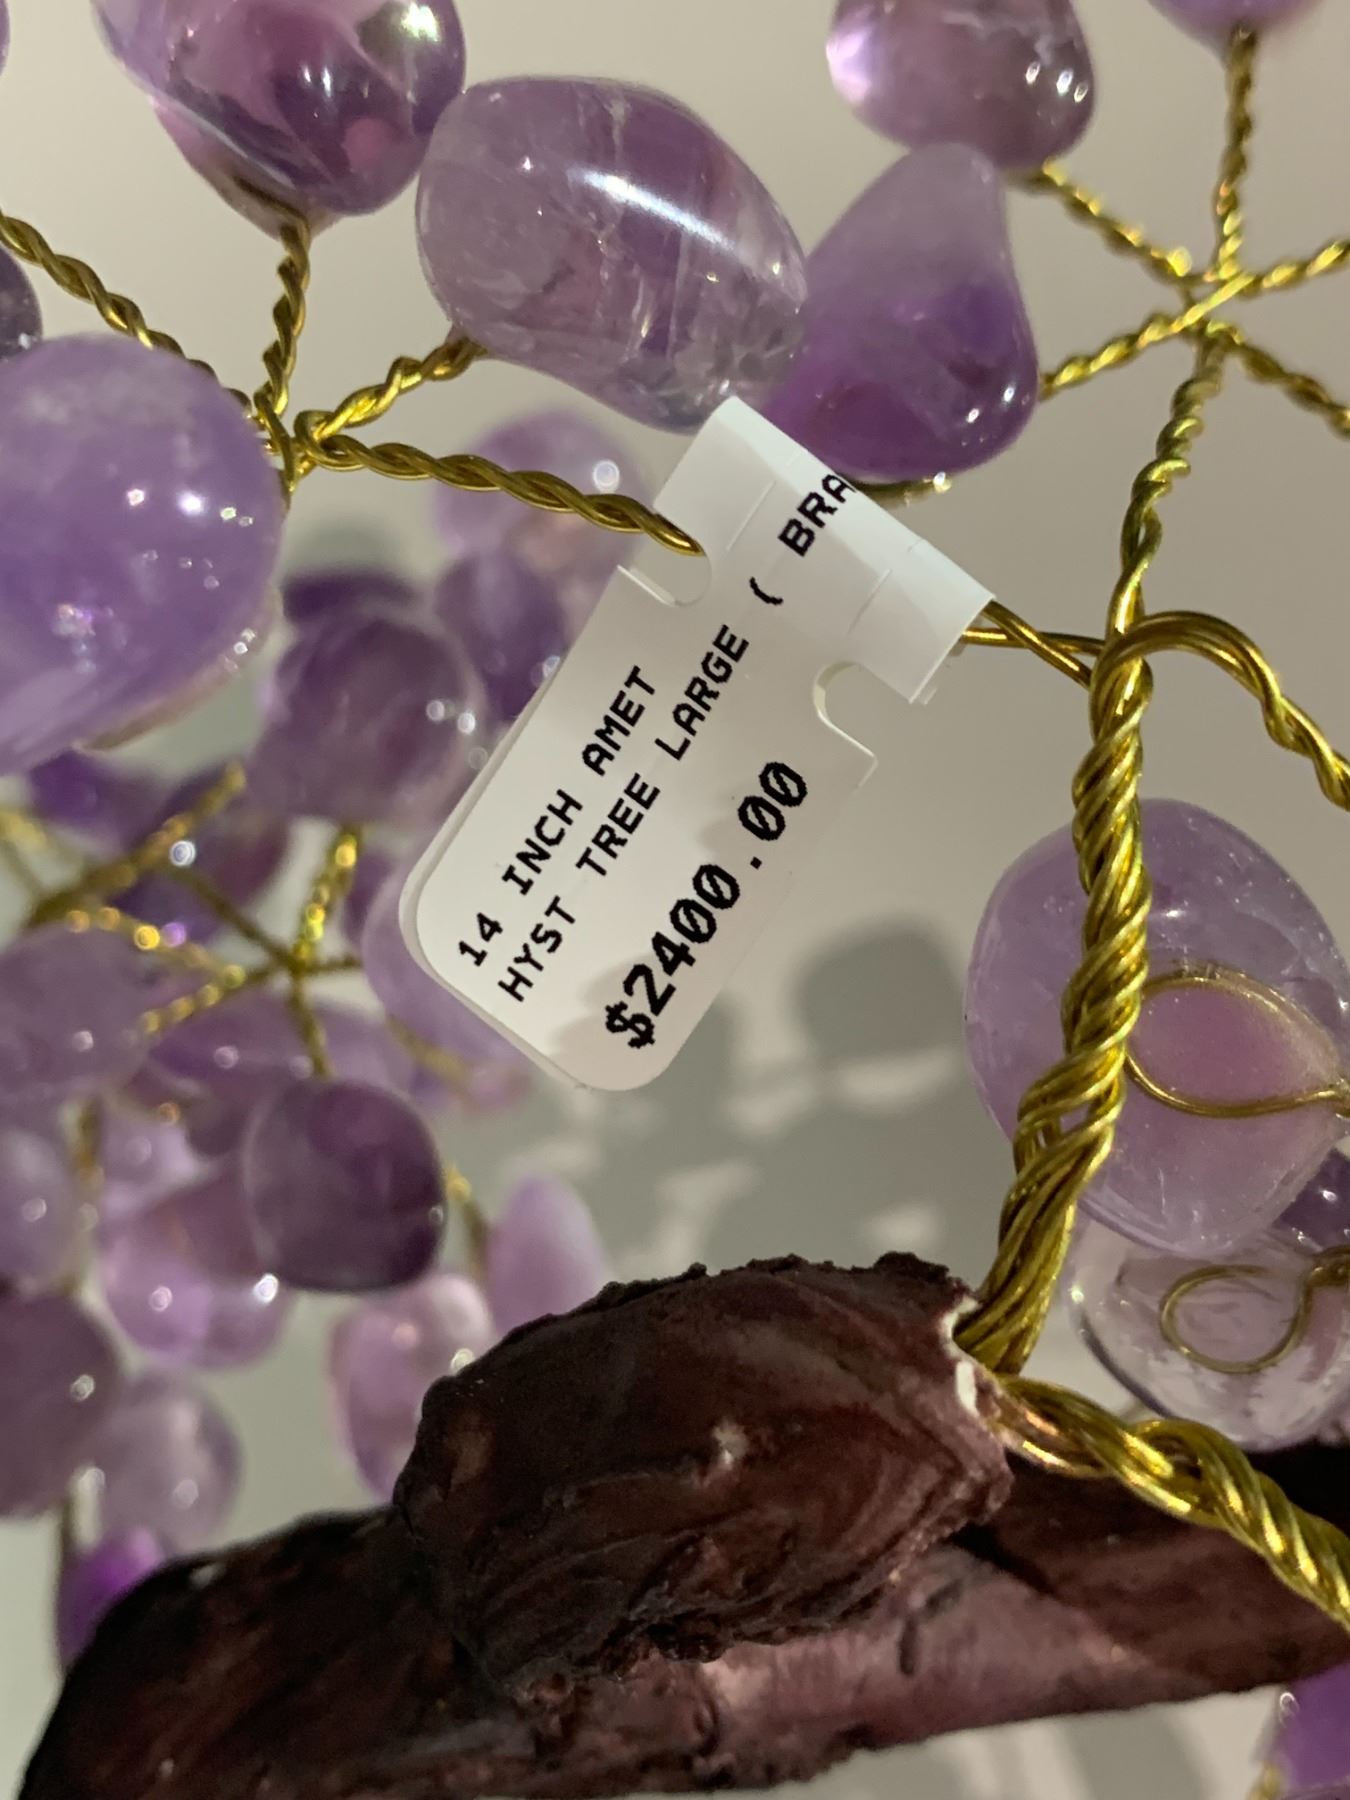 14 INCH AMET
HYST TREE LARGE ( BRA
$2400.00